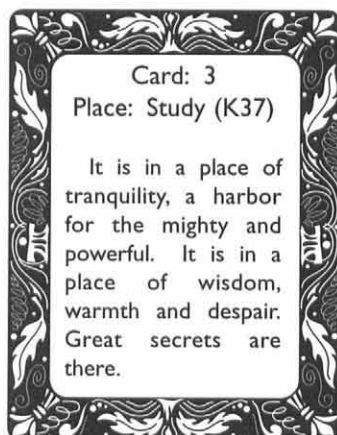 Card: 3
Place: Study (K37)
It is in a place of
tranquility, a harbor
for the mighty and
powerful. It is in a
place of wisdom,
warmth and despair.
Great secrets are
there.